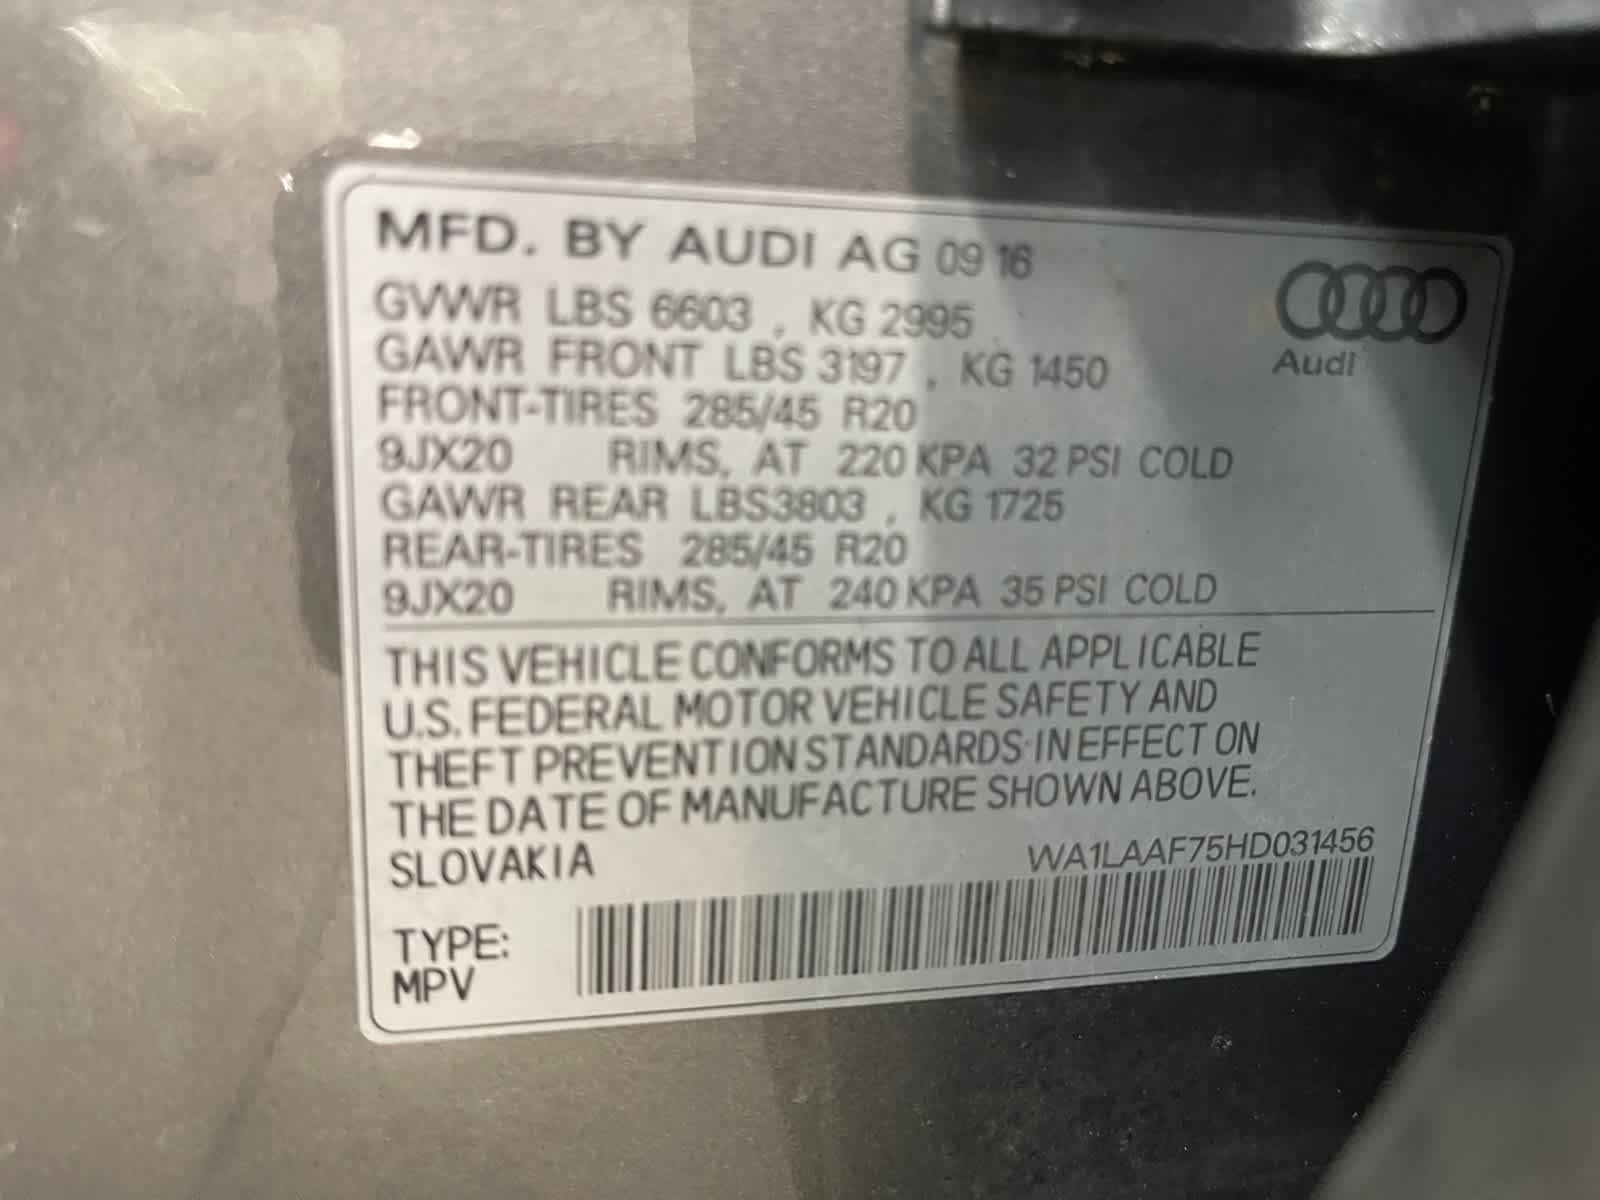 MFD. BY AUDI AG 09 16
GVWR LBS 6603 , KG 2995
GAWR FRONT LBS 3197 , KG 1450
Audi
FRONT-TIRES 285/45 R20
9JX20 RIMS, AT 220 KPA 32 PSI COLD
GAWR REAR LBS3803 , KG 1725
REAR-TIRES 285/45 R20
9JX20 RIMS, AT 240 KPA 35 PSI COLD
THIS VEHICLE CONFORMS TO ALL APPLICABLE
U.S. FEDERAL MOTOR VEHICLE SAFETY AND
THEFT PREVENTION STANDARDS IN EFFECT ON
THE DATE OF MANUFACTURE SHOWN ABOVE.
SLOVAKIA
WA1LAAF75HD031456
TYPE:
MPV